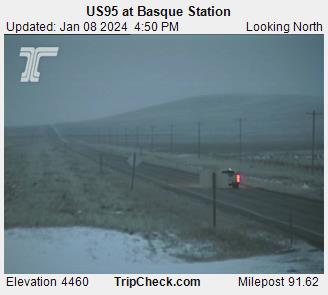 US95 at Basque Station
Updated: Jan 08 2024 4:50 PM Looking North
Elevation 4460 TripCheck.com Milepost 91.62